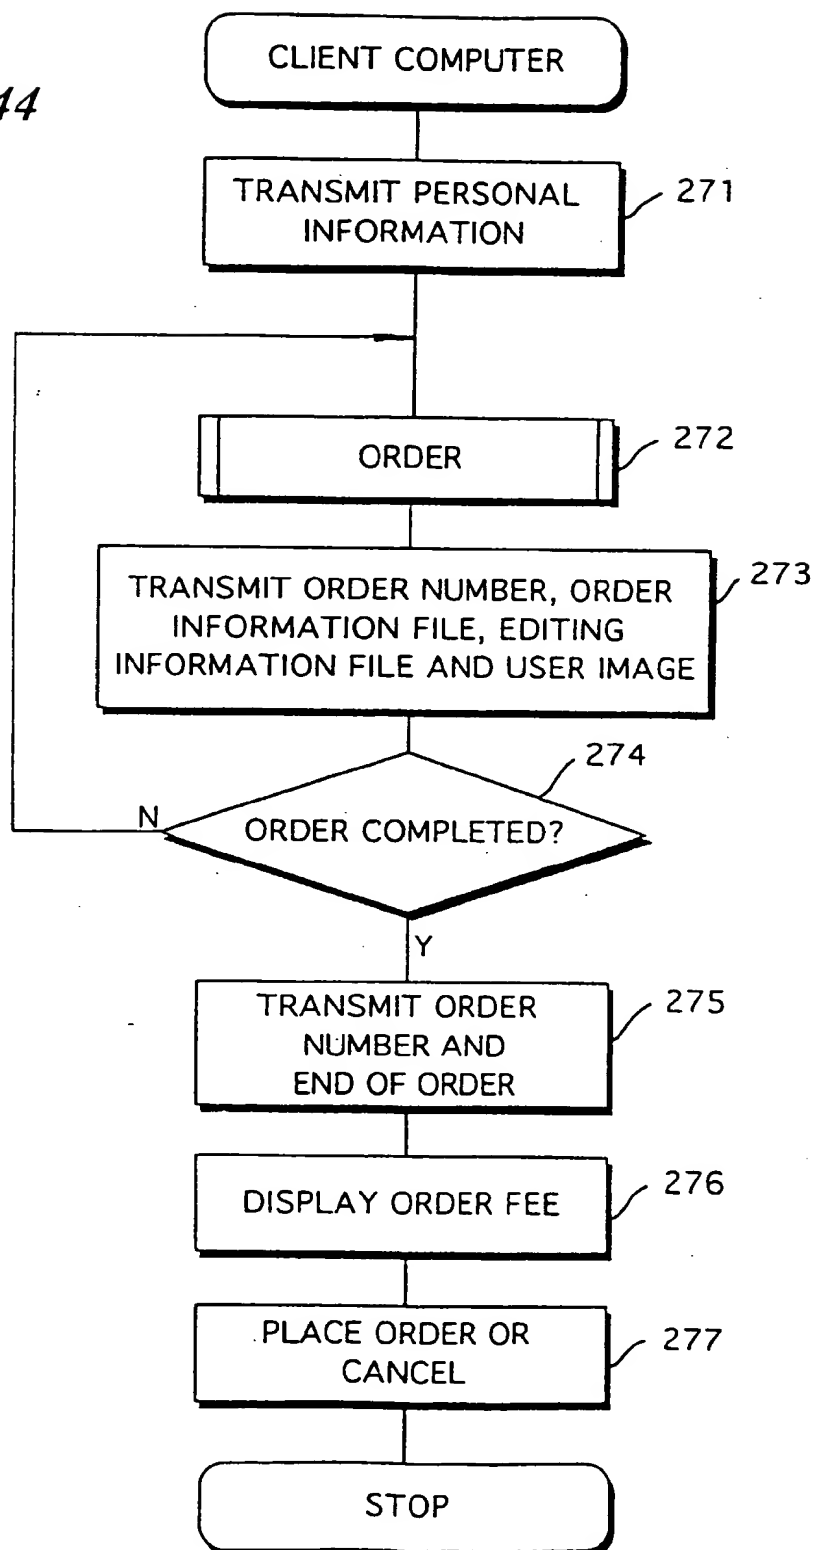 44
CLIENT COMPUTER
TRANSMIT PERSONAL
INFORMATION
271
ORDER
272
TRANSMIT ORDER NUMBER, ORDER
INFORMATION FILE, EDITING
INFORMATION FILE AND USER IMAGE
273
274
N
ORDER COMPLETED?
Y
TRANSMIT ORDER
NUMBER AND
END OF ORDER
275
DISPLAY ORDER FEE
276
PLACE ORDER OR
CANCEL
277
STOP